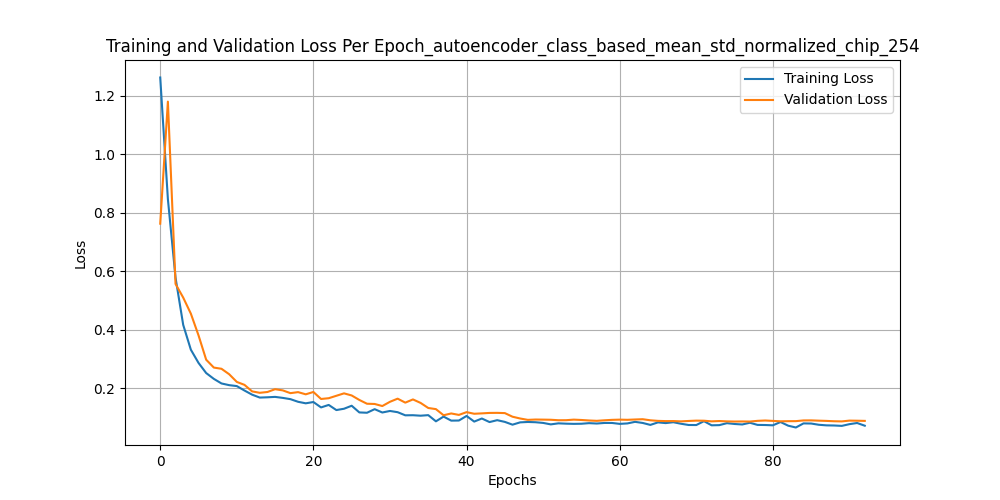 Training and Validation Loss Per Epoch_autoencoder_class_based_mean_std_normalized_chip_254
Training Loss
Validation Loss
1.2
1.0
0.8
0.6
0.4
0.2
Loss
0 20 40 60 80
Epochs